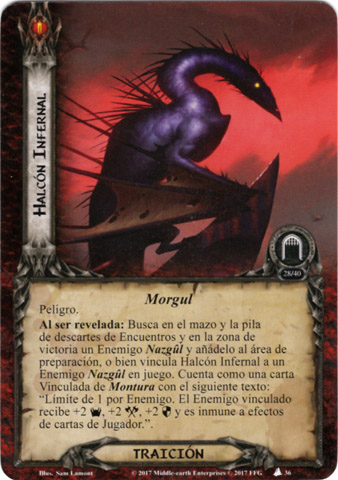 HALCÓN INFERNAL
28/40
Morgul
Peligro.
Al ser revelada: Busca en el mazo y la pila
de descartes de Encuentros y en la zona de
victoria un Enemigo Nazgûl y añádelo al área de
preparación, o bien vincula Halcón Infernal a un
Enemigo Nazgûl en juego. Cuenta como una carta
Vinculada de Montura con el siguiente texto:
“Límite de 1 por Enemigo. El Enemigo vinculado
recibe +2, +2, +2 y es inmune a efectos
de cartas de Jugador.”.
TRAICIÓN
Illus. Sam Lamont © 2017 Middle-earth Enterprises © 2017 FFG 36